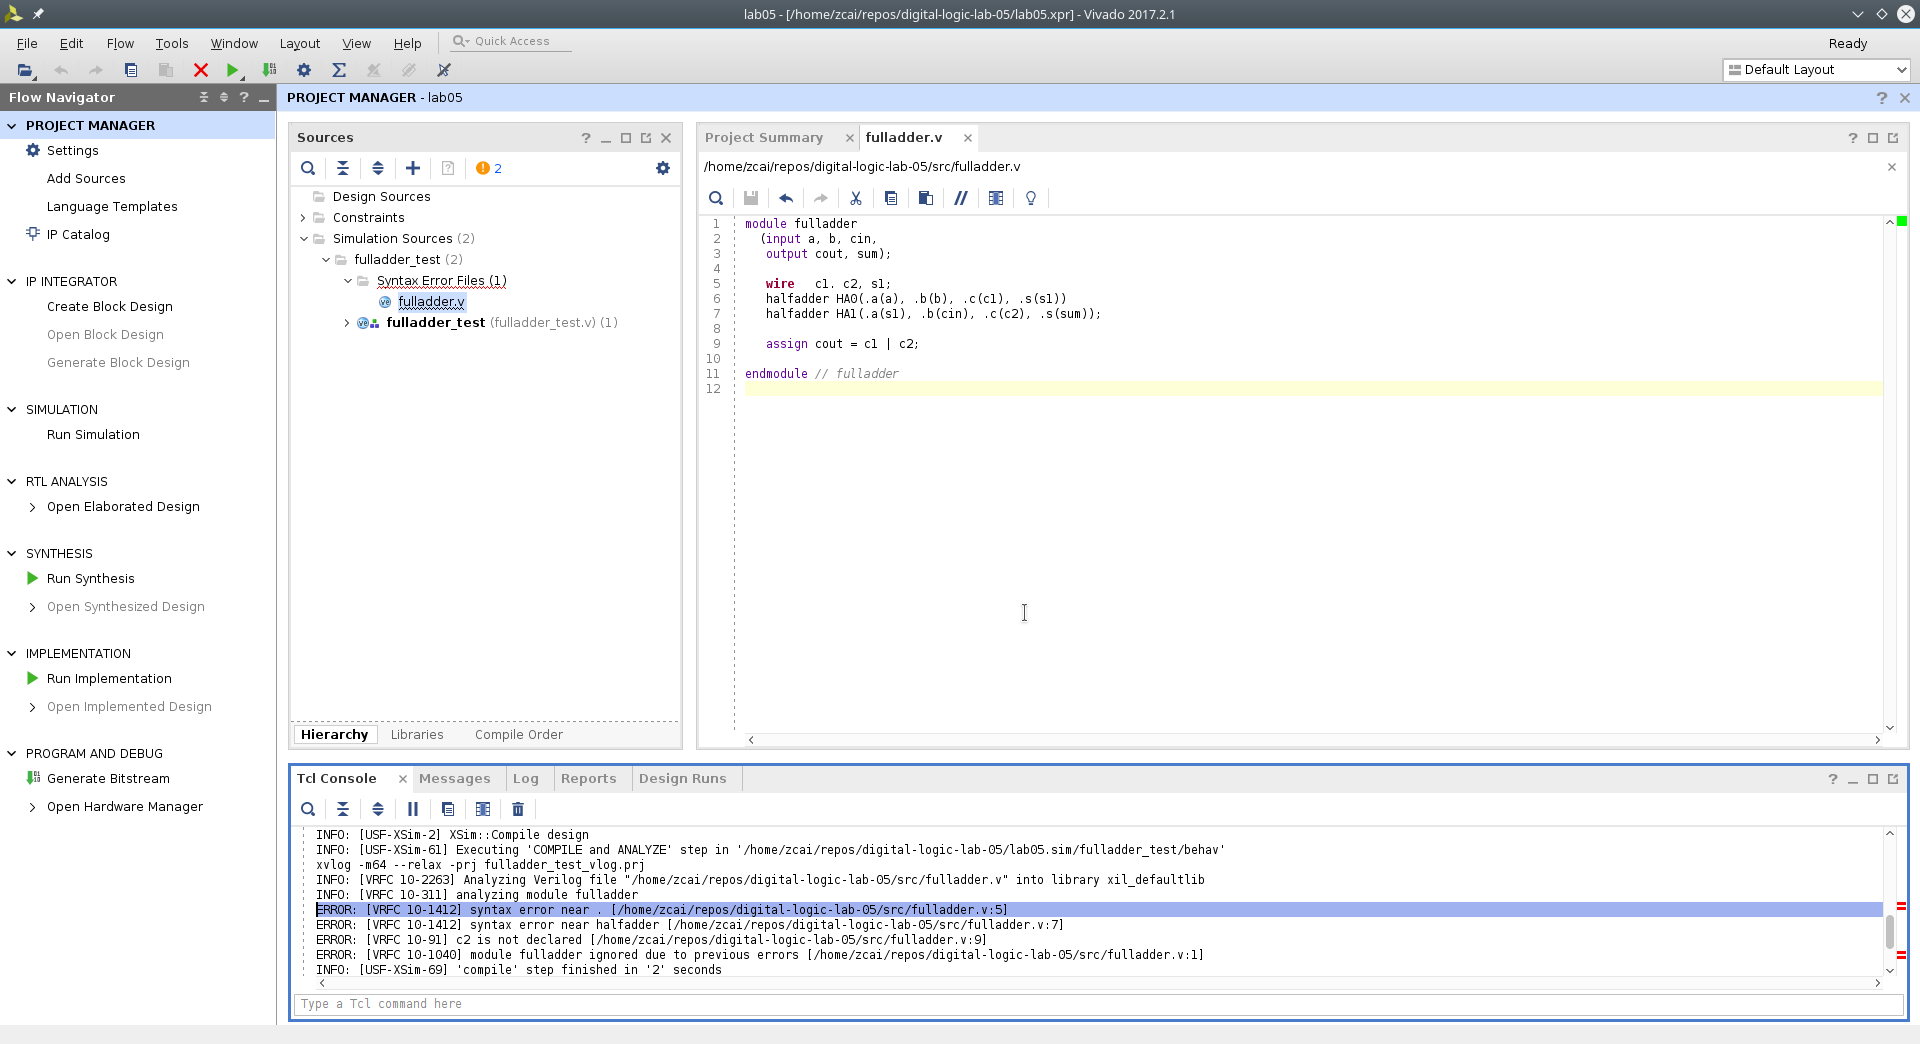 lab05 - [/home/zcai/repos/digital-logic-lab-05/lab05.xpr] - Vivado 2017.2.1
File Edit Flow Tools Window Layout View Help Quick Access Ready
Default Layout
Flow Navigator
PROJECT MANAGER
Settings
Add Sources
Language Templates
IP Catalog
IP INTEGRATOR
Create Block Design
Open Block Design
Generate Block Design
SIMULATION
Run Simulation
RTL ANALYSIS
Open Elaborated Design
SYNTHESIS
Run Synthesis
Open Synthesized Design
IMPLEMENTATION
Run Implementation
Open Implemented Design
PROGRAM AND DEBUG
Generate Bitstream
Open Hardware Manager
PROJECT MANAGER - lab05
Sources
2
Design Sources
Constraints
Simulation Sources (2)
fulladder_test (2)
Syntax Error Files (1)
fulladder.v
fulladder_test (fulladder_test.v) (1)
Hierarchy Libraries Compile Order
Project Summary fulladder.v
/home/zcai/repos/digital-logic-lab-05/src/fulladder.v
1 module fulladder
2 (input a, b, cin,
3 output cout, sum);
4
5 wire c1. c2, s1;
6 halfadder HA0(.a(a), .b(b), .c(c1), .s(s1))
7 halfadder HA1(.a(s1), .b(cin), .c(c2), .s(sum));
8
9 assign cout = c1 | c2;
10
11 endmodule // fulladder
12
Tcl Console Messages Log Reports Design Runs
INFO: [USF-XSim-2] XSim::Compile design
INFO: [USF-XSim-61] Executing 'COMPILE and ANALYZE' step in '/home/zcai/repos/digital-logic-lab-05/lab05.sim/fulladder_test/behav'
xvlog -m64 --relax -prj fulladder_test_vlog.prj
INFO: [VRFC 10-2263] Analyzing Verilog file "/home/zcai/repos/digital-logic-lab-05/src/fulladder.v" into library xil_defaultlib
INFO: [VRFC 10-311] analyzing module fulladder
ERROR: [VRFC 10-1412] syntax error near . [/home/zcai/repos/digital-logic-lab-05/src/fulladder.v:5]
ERROR: [VRFC 10-1412] syntax error near halfadder [/home/zcai/repos/digital-logic-lab-05/src/fulladder.v:7]
ERROR: [VRFC 10-91] c2 is not declared [/home/zcai/repos/digital-logic-lab-05/src/fulladder.v:9]
ERROR: [VRFC 10-1040] module fulladder ignored due to previous errors [/home/zcai/repos/digital-logic-lab-05/src/fulladder.v:1]
INFO: [USF-XSim-69] 'compile' step finished in '2' seconds
Type a Tcl command here